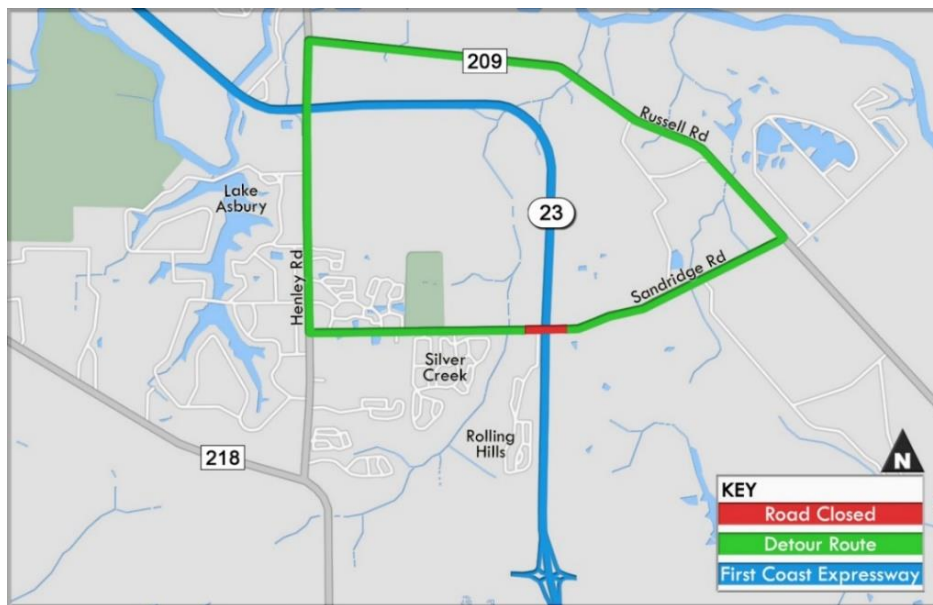 209
Russell Rd
Lake
Asbury
23
Henley Rd
Sandridge Rd
Silver
Creek
Rolling
Hills
218
N
KEY
Road Closed
Detour Route
First Coast Expressway